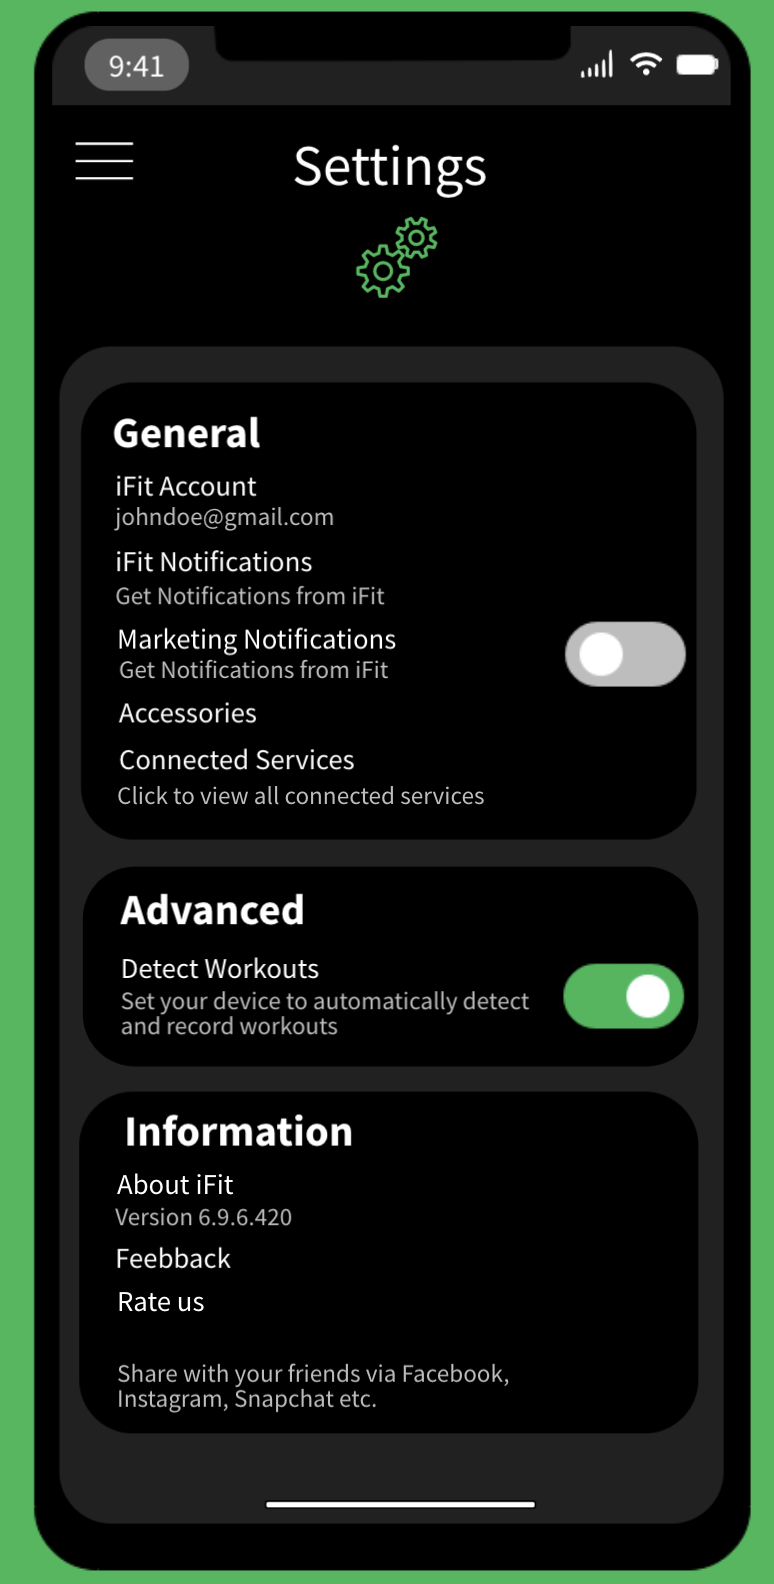 9:41
Settings
General
iFit Account
johndoe@gmail.com
iFit Notifications
Get Notifications from iFit
Marketing Notifications
Get Notifications from iFit
Accessories
Connected Services
Click to view all connected services
Advanced
Detect Workouts
Set your device to automatically detect
and record workouts
Information
About iFit
Version 6.9.6.420
Feebback
Rate us
Share with your friends via Facebook,
Instagram, Snapchat etc.